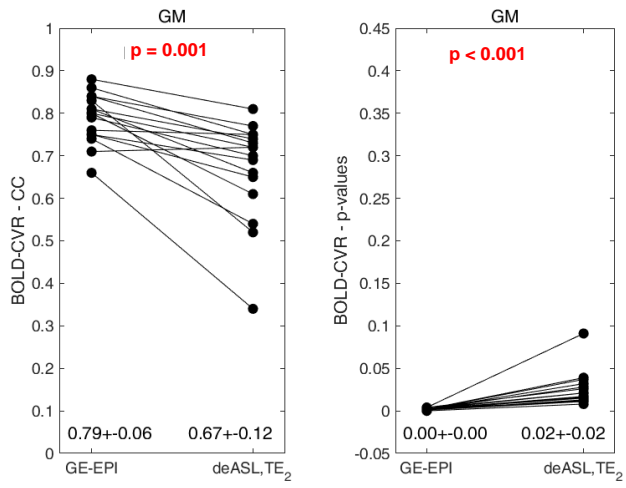 GM
p = 0.001
1
0.9
0.8
0.7
0.6
0.5
0.4
0.3
0.2
0.1
0
BOLD-CVR - CC
0.79+-0.06
0.67+-0.12
GE-EPI
deASL,TE2
GM
p < 0.001
0.45
0.4
0.35
0.3
0.25
0.2
0.15
0.1
0.05
0
-0.05
BOLD-CVR - p-values
0.00+-0.00
0.02+-0.02
GE-EPI
deASL,TE2